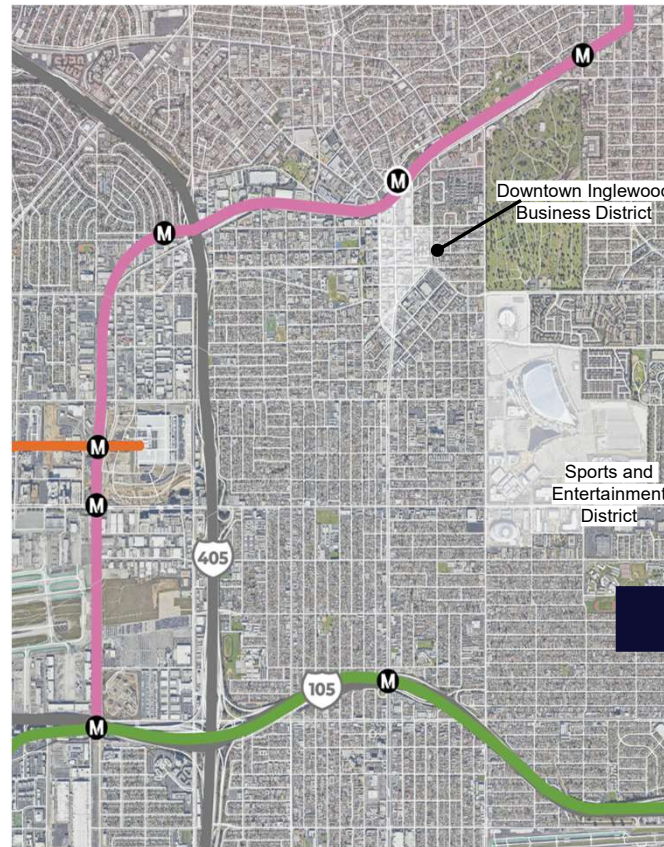 M
M
Downtown Inglewood
Business District
M
M
Sports and
Entertainment
District
M
405
M
105
M